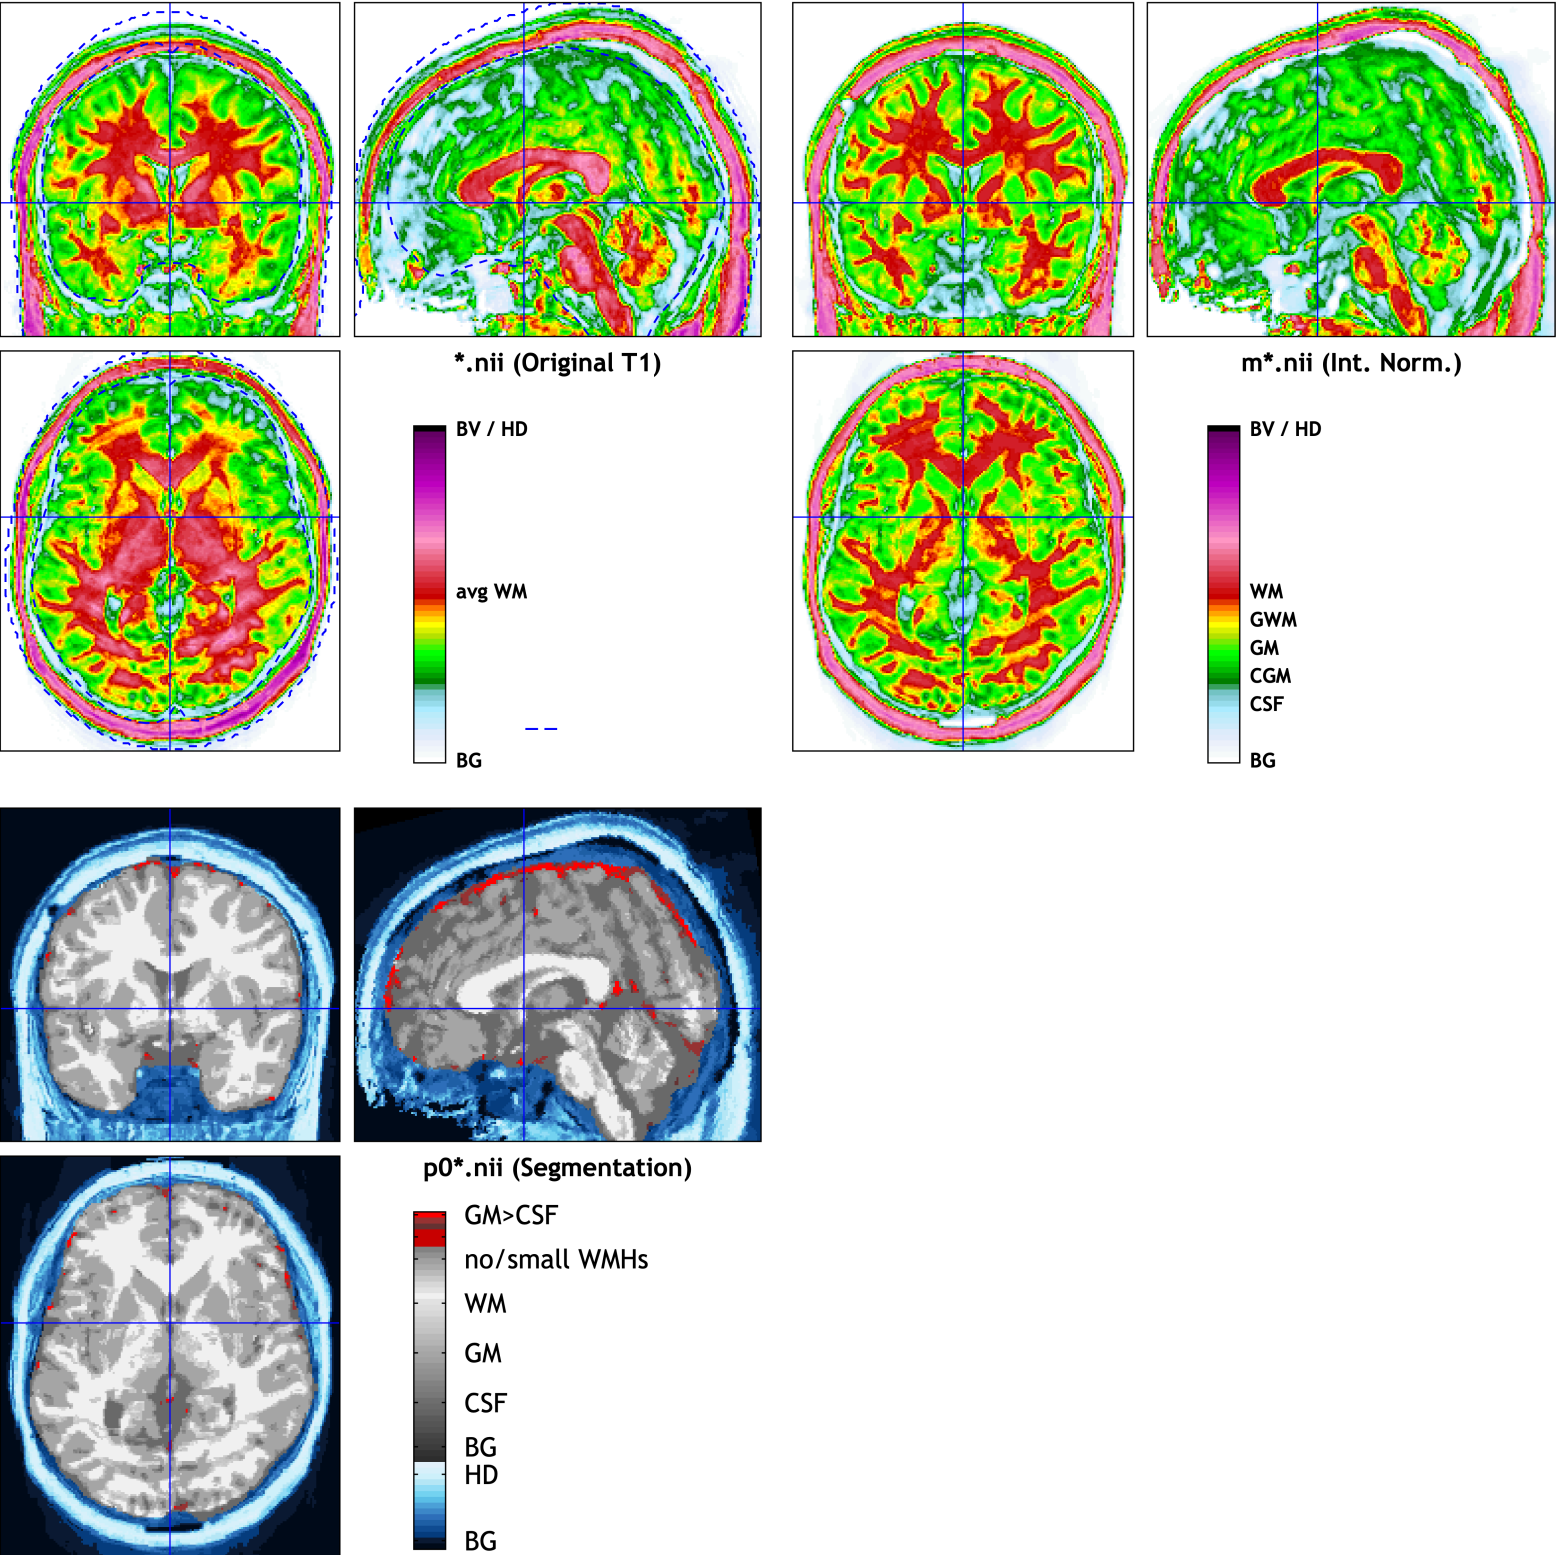 *.nii (Original T1)
BV / HD
avg WM
BG
m*.nii (Int. Norm.)
BV / HD
WM
GWM
GM
CGM
CSF
BG
p0*.nii (Segmentation)
GM>CSF
no/small WMHs
WM
GM
CSF
BG
HD
BG